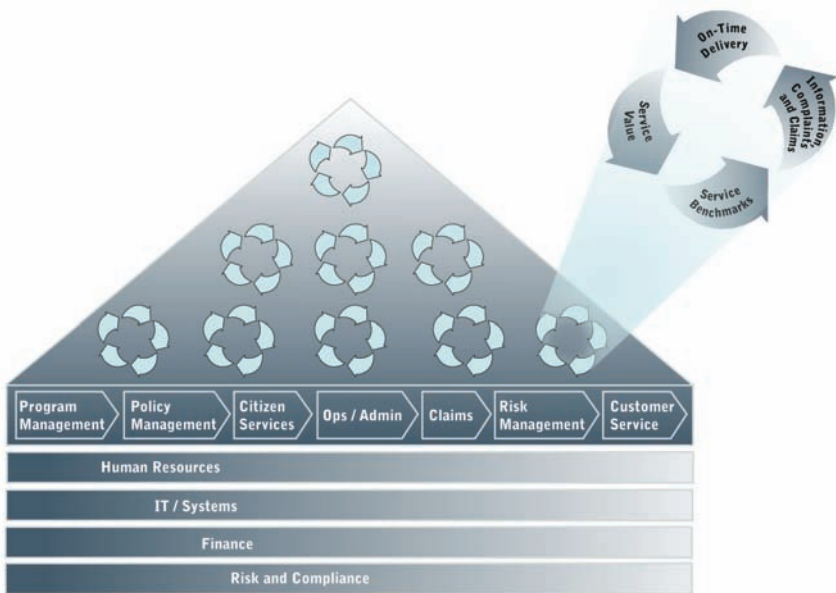 On-Time
Delivery
Information,
Complaints,
and Claims
Service
Value
Service
Benchmarks
Program
Management
Policy
Management
Citizen
Services
Ops / Admin
Claims
Risk
Management
Customer
Service
Human Resources
IT / Systems
Finance
Risk and Compliance